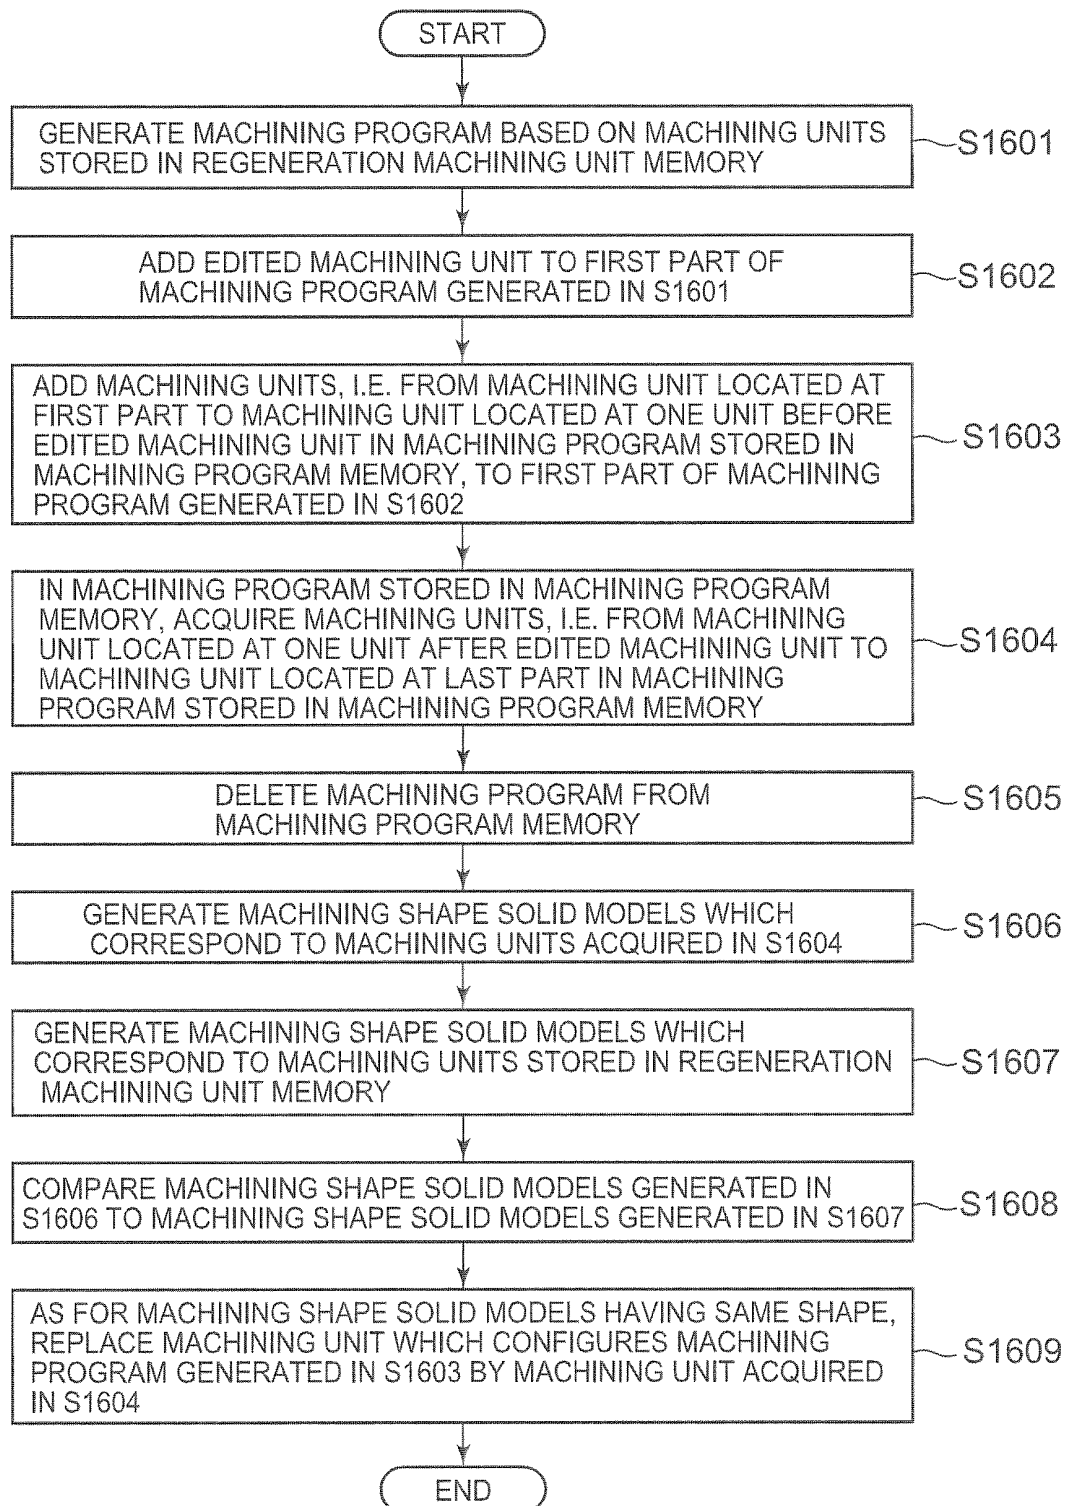 START
GENERATE MACHINING PROGRAM BASED ON MACHINING UNITS
STORED IN REGENERATION MACHINING UNIT MEMORY
S1601
ADD EDITED MACHINING UNIT TO FIRST PART OF
MACHINING PROGRAM GENERATED IN S1601
S1602
ADD MACHINING UNITS, I.E. FROM MACHINING UNIT LOCATED AT
FIRST PART TO MACHINING UNIT LOCATED AT ONE UNIT BEFORE
EDITED MACHINING UNIT IN MACHINING PROGRAM STORED IN
MACHINING PROGRAM MEMORY, TO FIRST PART OF MACHINING
PROGRAM GENERATED IN S1602
S1603
IN MACHINING PROGRAM STORED IN MACHINING PROGRAM
MEMORY, ACQUIRE MACHINING UNITS, I.E. FROM MACHINING
UNIT LOCATED AT ONE UNIT AFTER EDITED MACHINING UNIT TO
MACHINING UNIT LOCATED AT LAST PART IN MACHINING
PROGRAM STORED IN MACHINING PROGRAM MEMORY
S1604
DELETE MACHINING PROGRAM FROM
MACHINING PROGRAM MEMORY
S1605
GENERATE MACHINING SHAPE SOLID MODELS WHICH
CORRESPOND TO MACHINING UNITS ACQUIRED IN S1604
S1606
GENERATE MACHINING SHAPE SOLID MODELS WHICH
CORRESPOND TO MACHINING UNITS STORED IN REGENERATION
MACHINING UNIT MEMORY
S1607
COMPARE MACHINING SHAPE SOLID MODELS GENERATED IN
S1606 TO MACHINING SHAPE SOLID MODELS GENERATED IN S1607
S1608
AS FOR MACHINING SHAPE SOLID MODELS HAVING SAME SHAPE,
REPLACE MACHINING UNIT WHICH CONFIGURES MACHINING
PROGRAM GENERATED IN S1603 BY MACHINING UNIT ACQUIRED
IN S1604
S1609
END